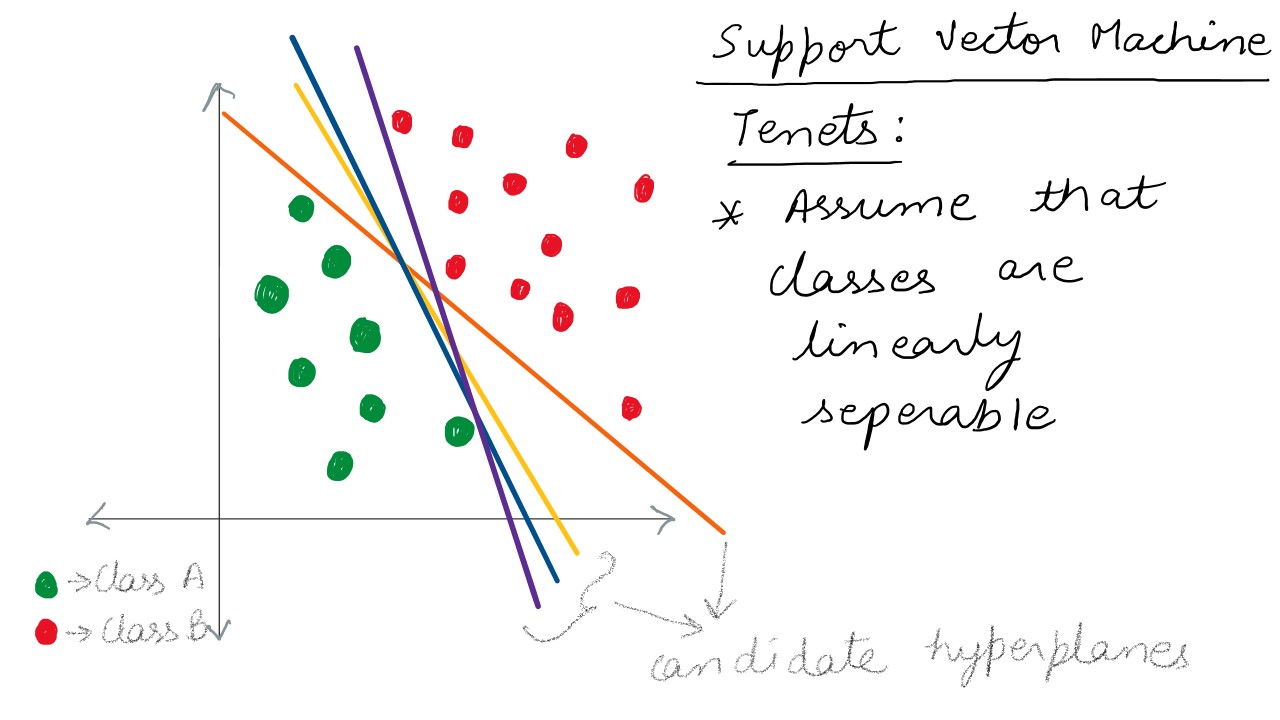 Support Vector Machine
Tenets:
* Assume that
classes are
linearly
seperable
→ Class A
→ Class B
candidate hyperplanes